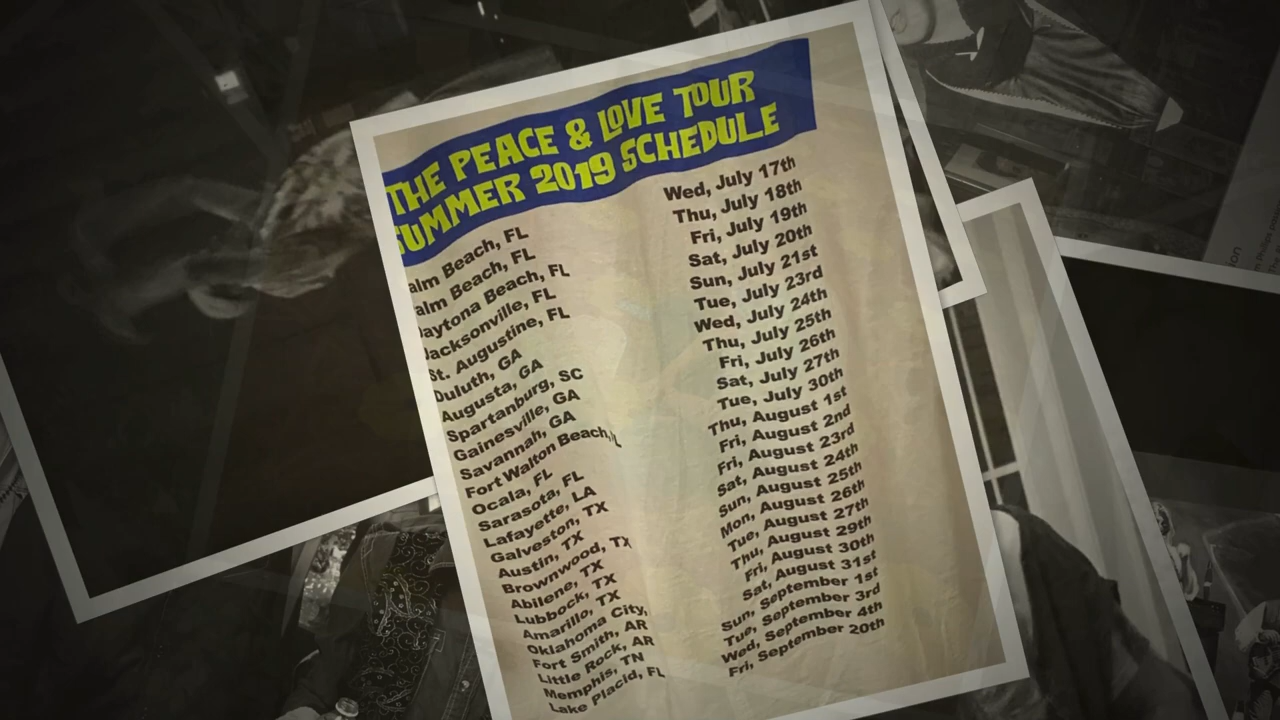 THE PEACE & LOVE TOUR
SUMMER 2019 SCHEDULE
alm Beach, FL Wed, July 17th
alm Beach, FL Thu, July 18th
Daytona Beach, FL Fri, July 19th
Jacksonville, FL Sat, July 20th
St. Augustine, FL Sun, July 21st
Duluth, GA Tue, July 23rd
Augusta, GA Wed, July 24th
Spartanburg, SC Thu, July 25th
Gainesville, GA Fri, July 26th
Savannah, GA Sat, July 27th
Fort Walton Beach, Tue, July 30th
Ocala, FL Thu, August 1st
Sarasota, FL Fri, August 2nd
Lafayette, LA Fri, August 23rd
Galveston, TX Sat, August 24th
Austin, TX Sun, August 25th
Brownwood, TX Mon, August 26th
Abilene, TX Tue, August 27th
Lubbock, TX Thu, August 29th
Amarillo, TX Fri, August 30th
Oklahoma City, Sat, August 31st
Fort Smith, AR Sun, September 1st
Little Rock, AR Tue, September 3rd
Memphis, TN Wed, September 4th
Lake Placid, FL Fri, September 20th